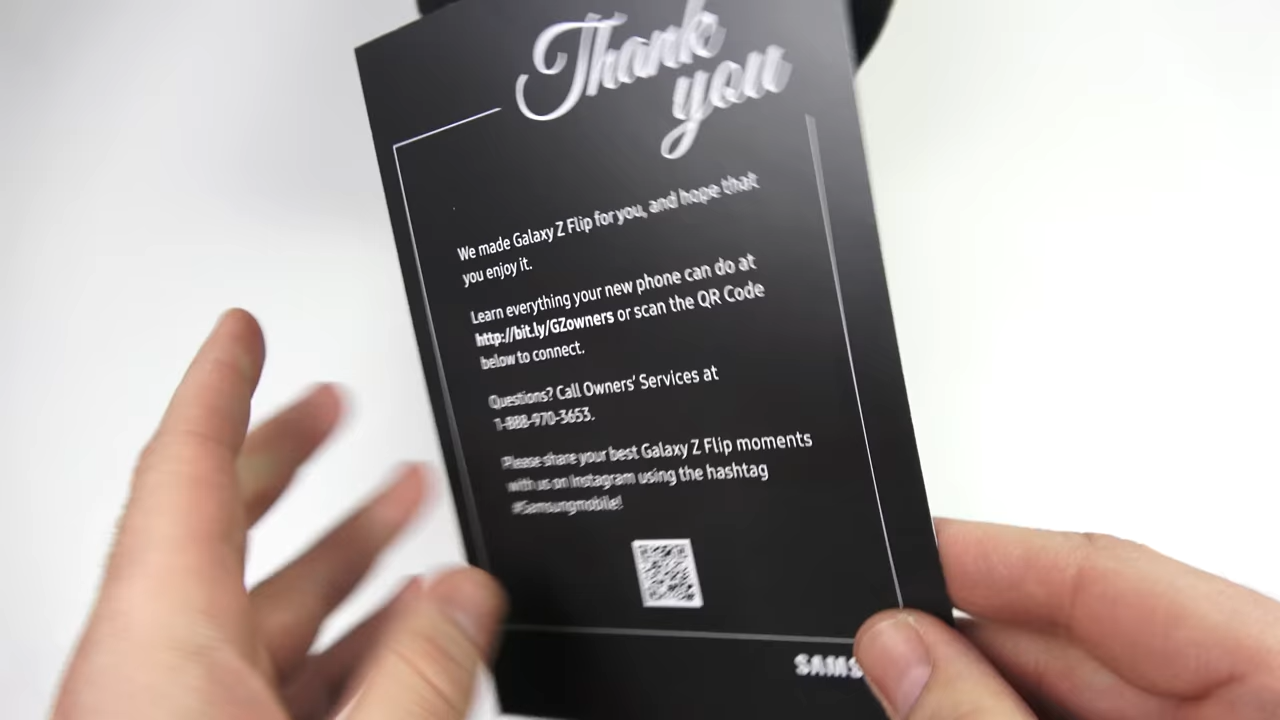 Thank
you
We made Galaxy Z Flip for you, and hope that
you enjoy it.
Learn everything your new phone can do at
http://bit.ly/GZowners or scan the QR Code
below to connect.
Questions? Call Owners' Services at
1-888-970-3653.
Please share your best Galaxy Z Flip moments
with us on Instagram using the hashtag
#Samsungmobile!
SAMS